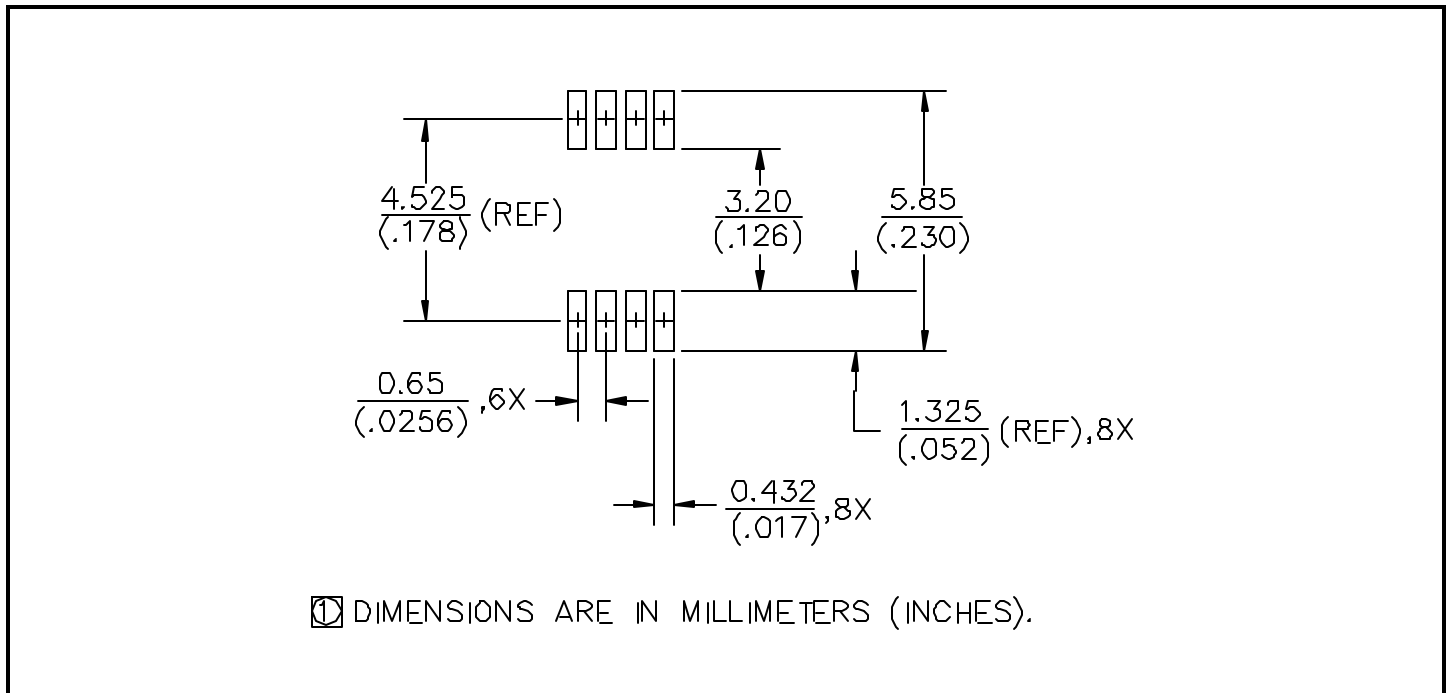 4.525
(.178) (REF)
3.20
(.126)
5.85
(.230)
0.65
(.0256) ,6X
1.325
(.052) (REF),8X
0.432
(.017) ,8X
1 DIMENSIONS ARE IN MILLIMETERS (INCHES).